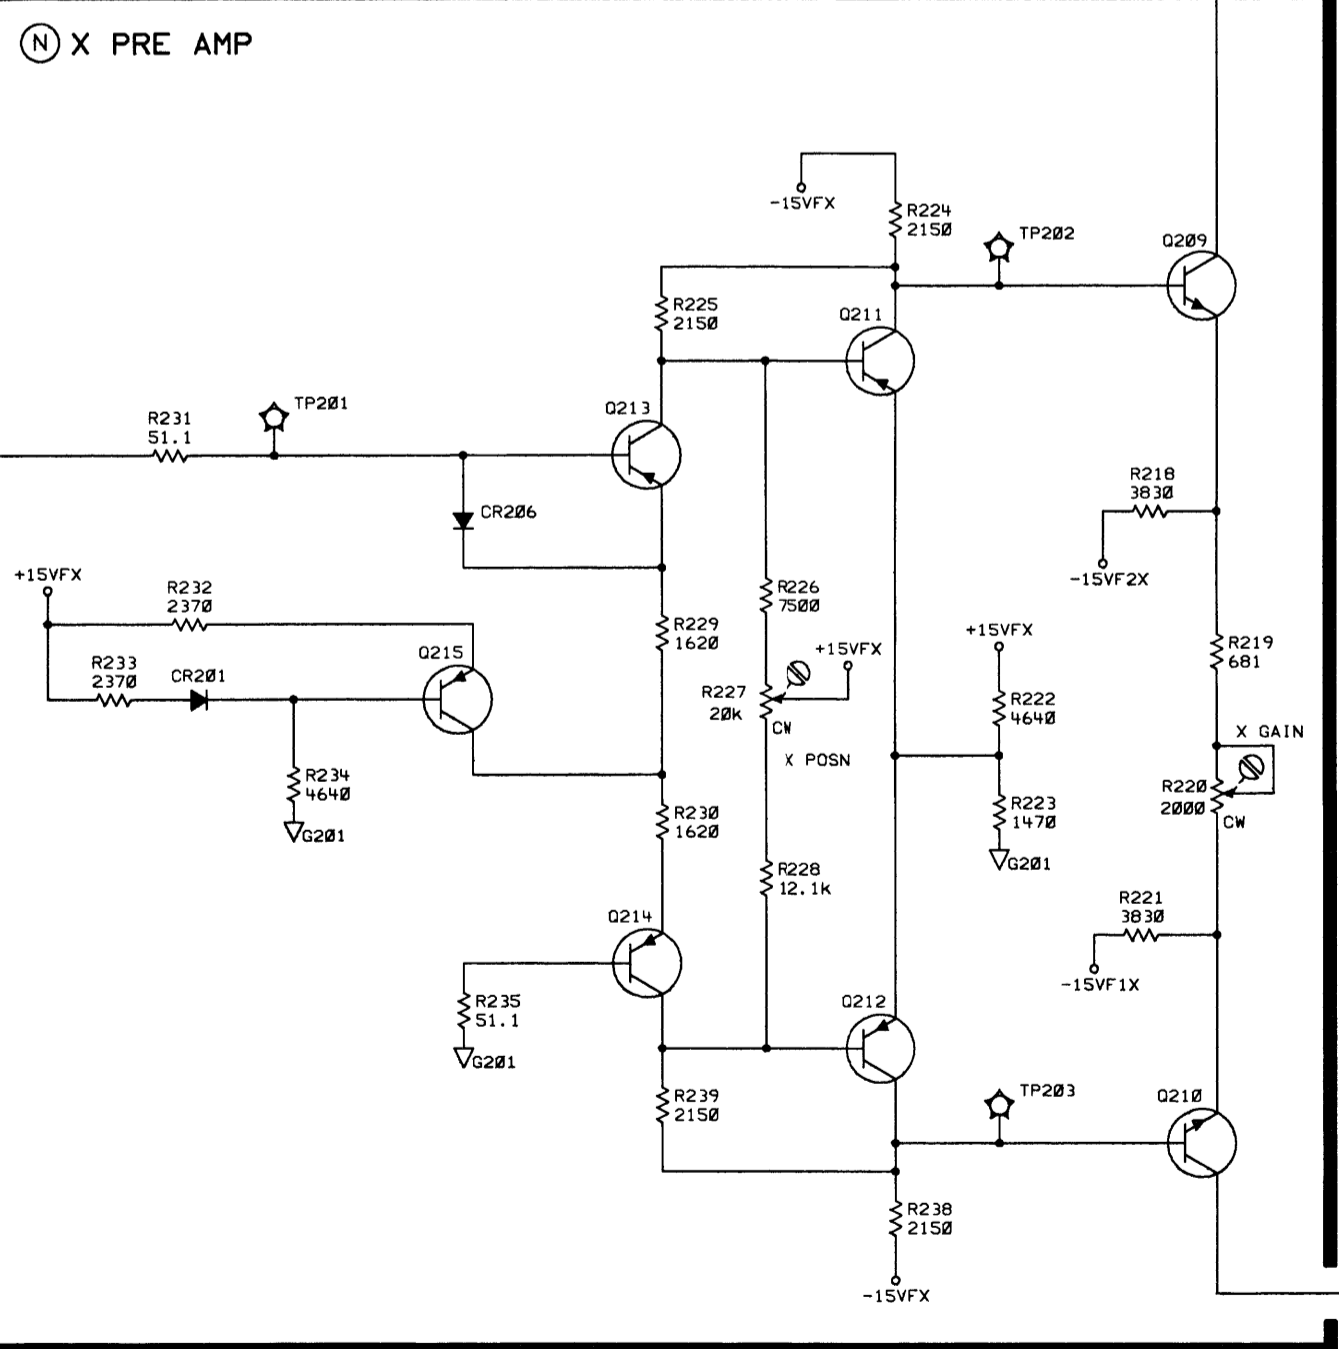 N X PRE AMP
-15VFX
R224
2150
TP202
Q209
R225
2150
Q211
TP201
Q213
R231
51.1
CR206
R218
3830
-15VF2X
+15VFX
R232
2370
R226
7500
R229
1620
+15VFX
+15VFX
R219
681
Q215
R233
2370
CR201
R227
20k
CW
X POSN
R222
4640
X GAIN
R234
4640
G201
R230
1620
R223
1470
G201
R220
2000
CW
R228
12.1k
R221
3830
-15VF1X
Q214
R235
51.1
G201
Q212
R239
2150
TP203
Q210
R238
2150
-15VFX